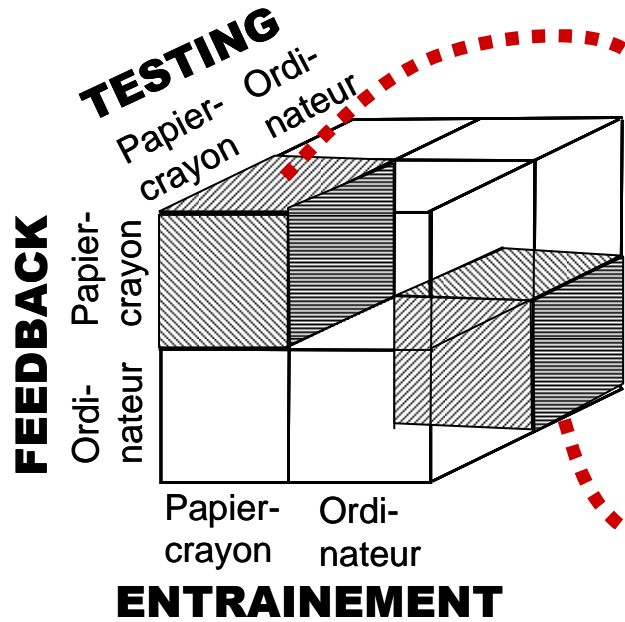 TESTING
Papier-
crayon
Ordi-
nateur
FEEDBACK
Papier-
crayon
Ordi-
nateur
Papier-
crayon
Ordi-
nateur
ENTRAINEMENT